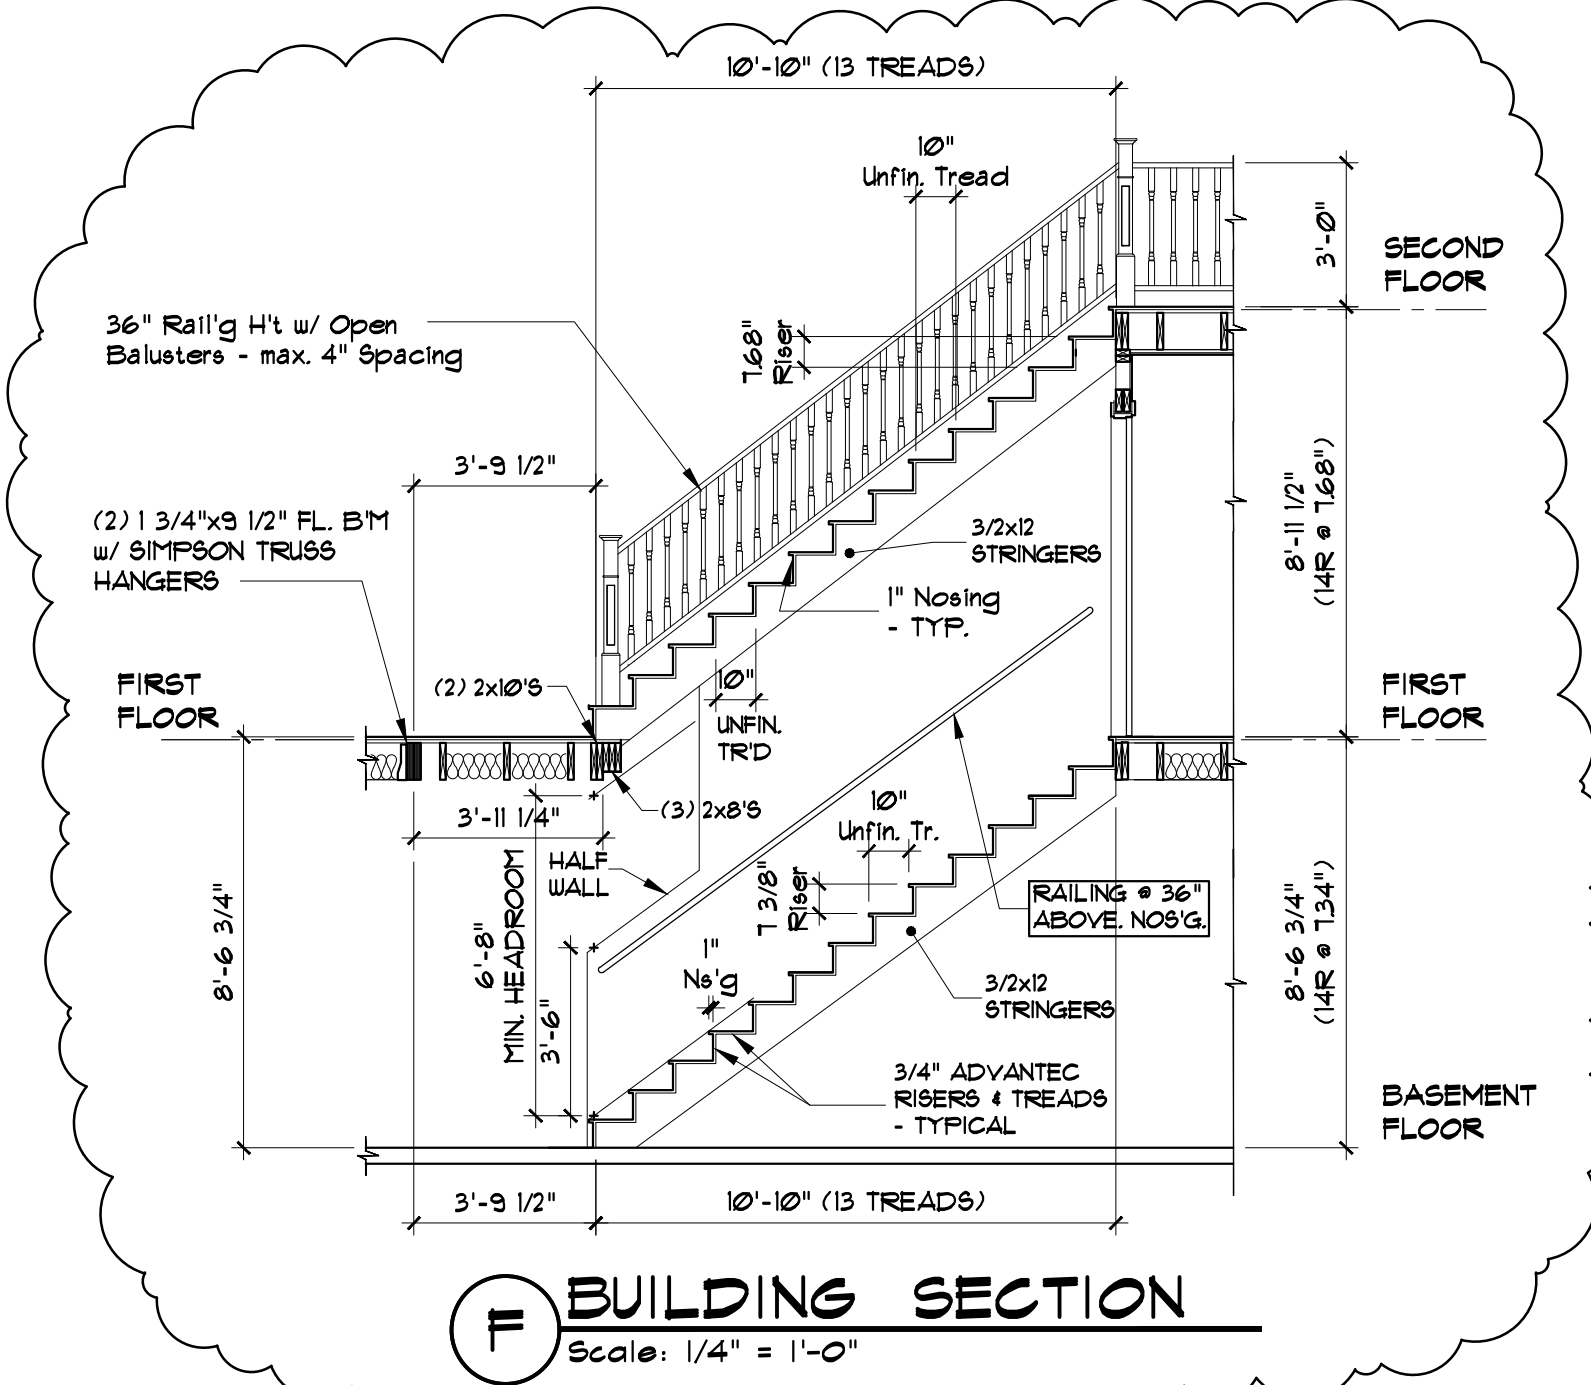 10'-10" (13 TREADS)
10"
Unfin. Tread
3'-0"
SECOND
FLOOR
36" Rail'g H't w/ Open
Balusters - max. 4" Spacing
7.68"
Riser
3'-9 1/2"
(2) 1 3/4"x9 1/2" FL. B'M
w/ SIMPSON TRUSS
HANGERS
3/2x12
STRINGERS
8'-11 1/2"
(14R @ 7.68")
1" Nosing
- TYP.
FIRST
FLOOR
(2) 2x10'S
10"
UNFIN.
TR'D
FIRST
FLOOR
3'-11 1/4"
(3) 2x8'S
10"
Unfin. Tr.
HALF
WALL
7 3/8"
Riser
RAILING @ 36"
ABOVE. NOS'G.
8'-6 3/4"
6'-8"
MIN. HEADROOM
3'-6"
1"
Ns'g
3/2x12
STRINGERS
8'-6 3/4"
(14R @ 7.34")
3/4" ADVANTEC
RISERS & TREADS
- TYPICAL
BASEMENT
FLOOR
3'-9 1/2"
10'-10" (13 TREADS)
F
BUILDING SECTION
Scale: 1/4" = 1'-0"